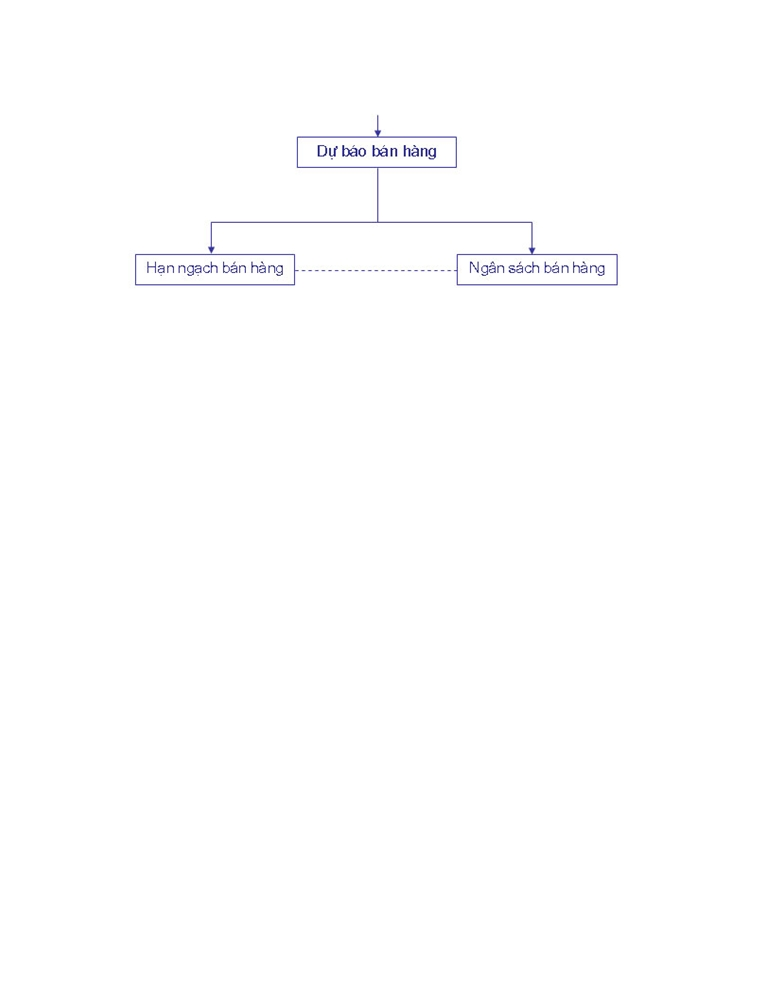 Dự báo bán hàng
Hạn ngạch bán hàng
Ngân sách bán hàng